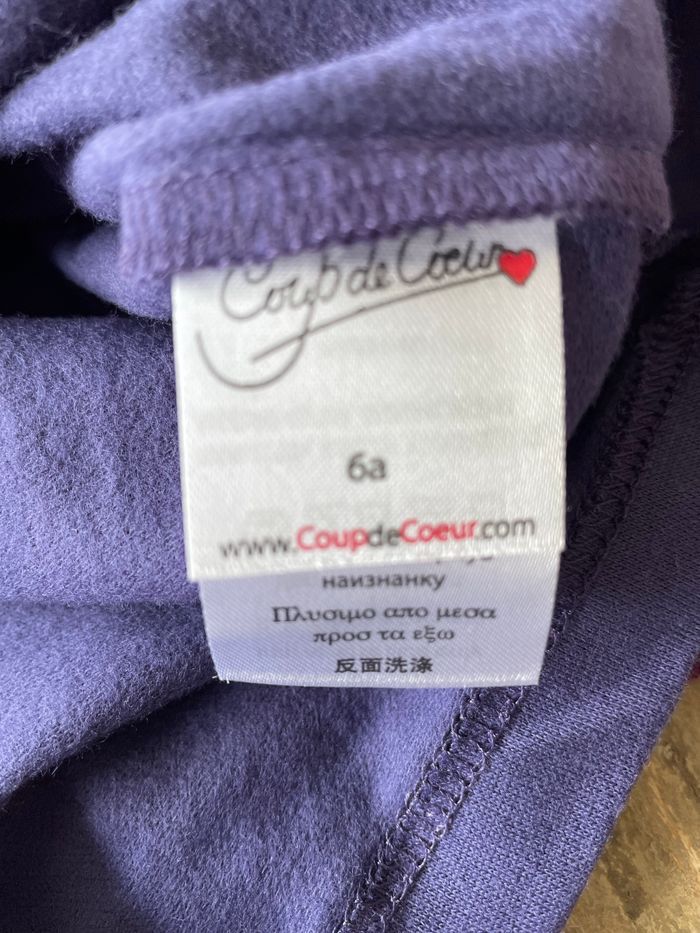 Coup de Coeur
6a
www.CoupdeCoeur.com
наизнанку
Πλυσιμο απο μεσα
προσ τα εξω
反面洗涤